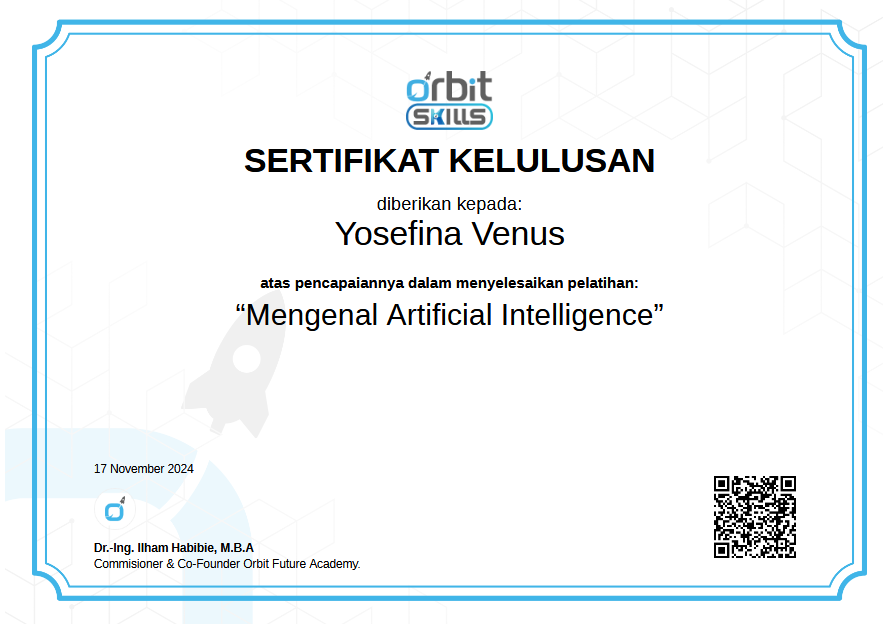 orbit
SKILLS
SERTIFIKAT KELULUSAN
diberikan kepada:
Yosefina Venus
atas pencapaiannya dalam menyelesaikan pelatihan:
“Mengenal Artificial Intelligence”
17 November 2024
Dr.-Ing. Ilham Habibie, M.B.A
Commisioner & Co-Founder Orbit Future Academy.